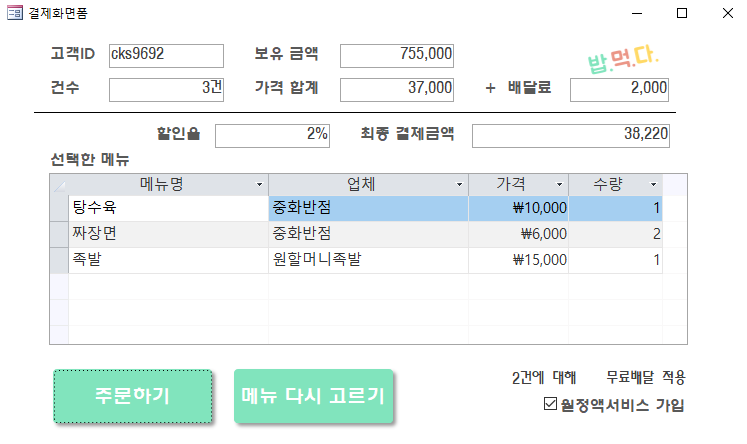 결제화면폼
고객ID cks9692 보유 금액 755,000 밥.먹.다.
건수 3건 가격 합계 37,000 + 배달료 2,000
할인율 2% 최종 결제금액 38,220
선택한 메뉴
메뉴명 업체 가격 수량
탕수육 중화반점 ₩10,000 1
짜장면 중화반점 ₩6,000 2
족발 원할머니족발 ₩15,000 1
주문하기 메뉴 다시 고르기 2건에 대해 무료배달 적용
월정액서비스 가입